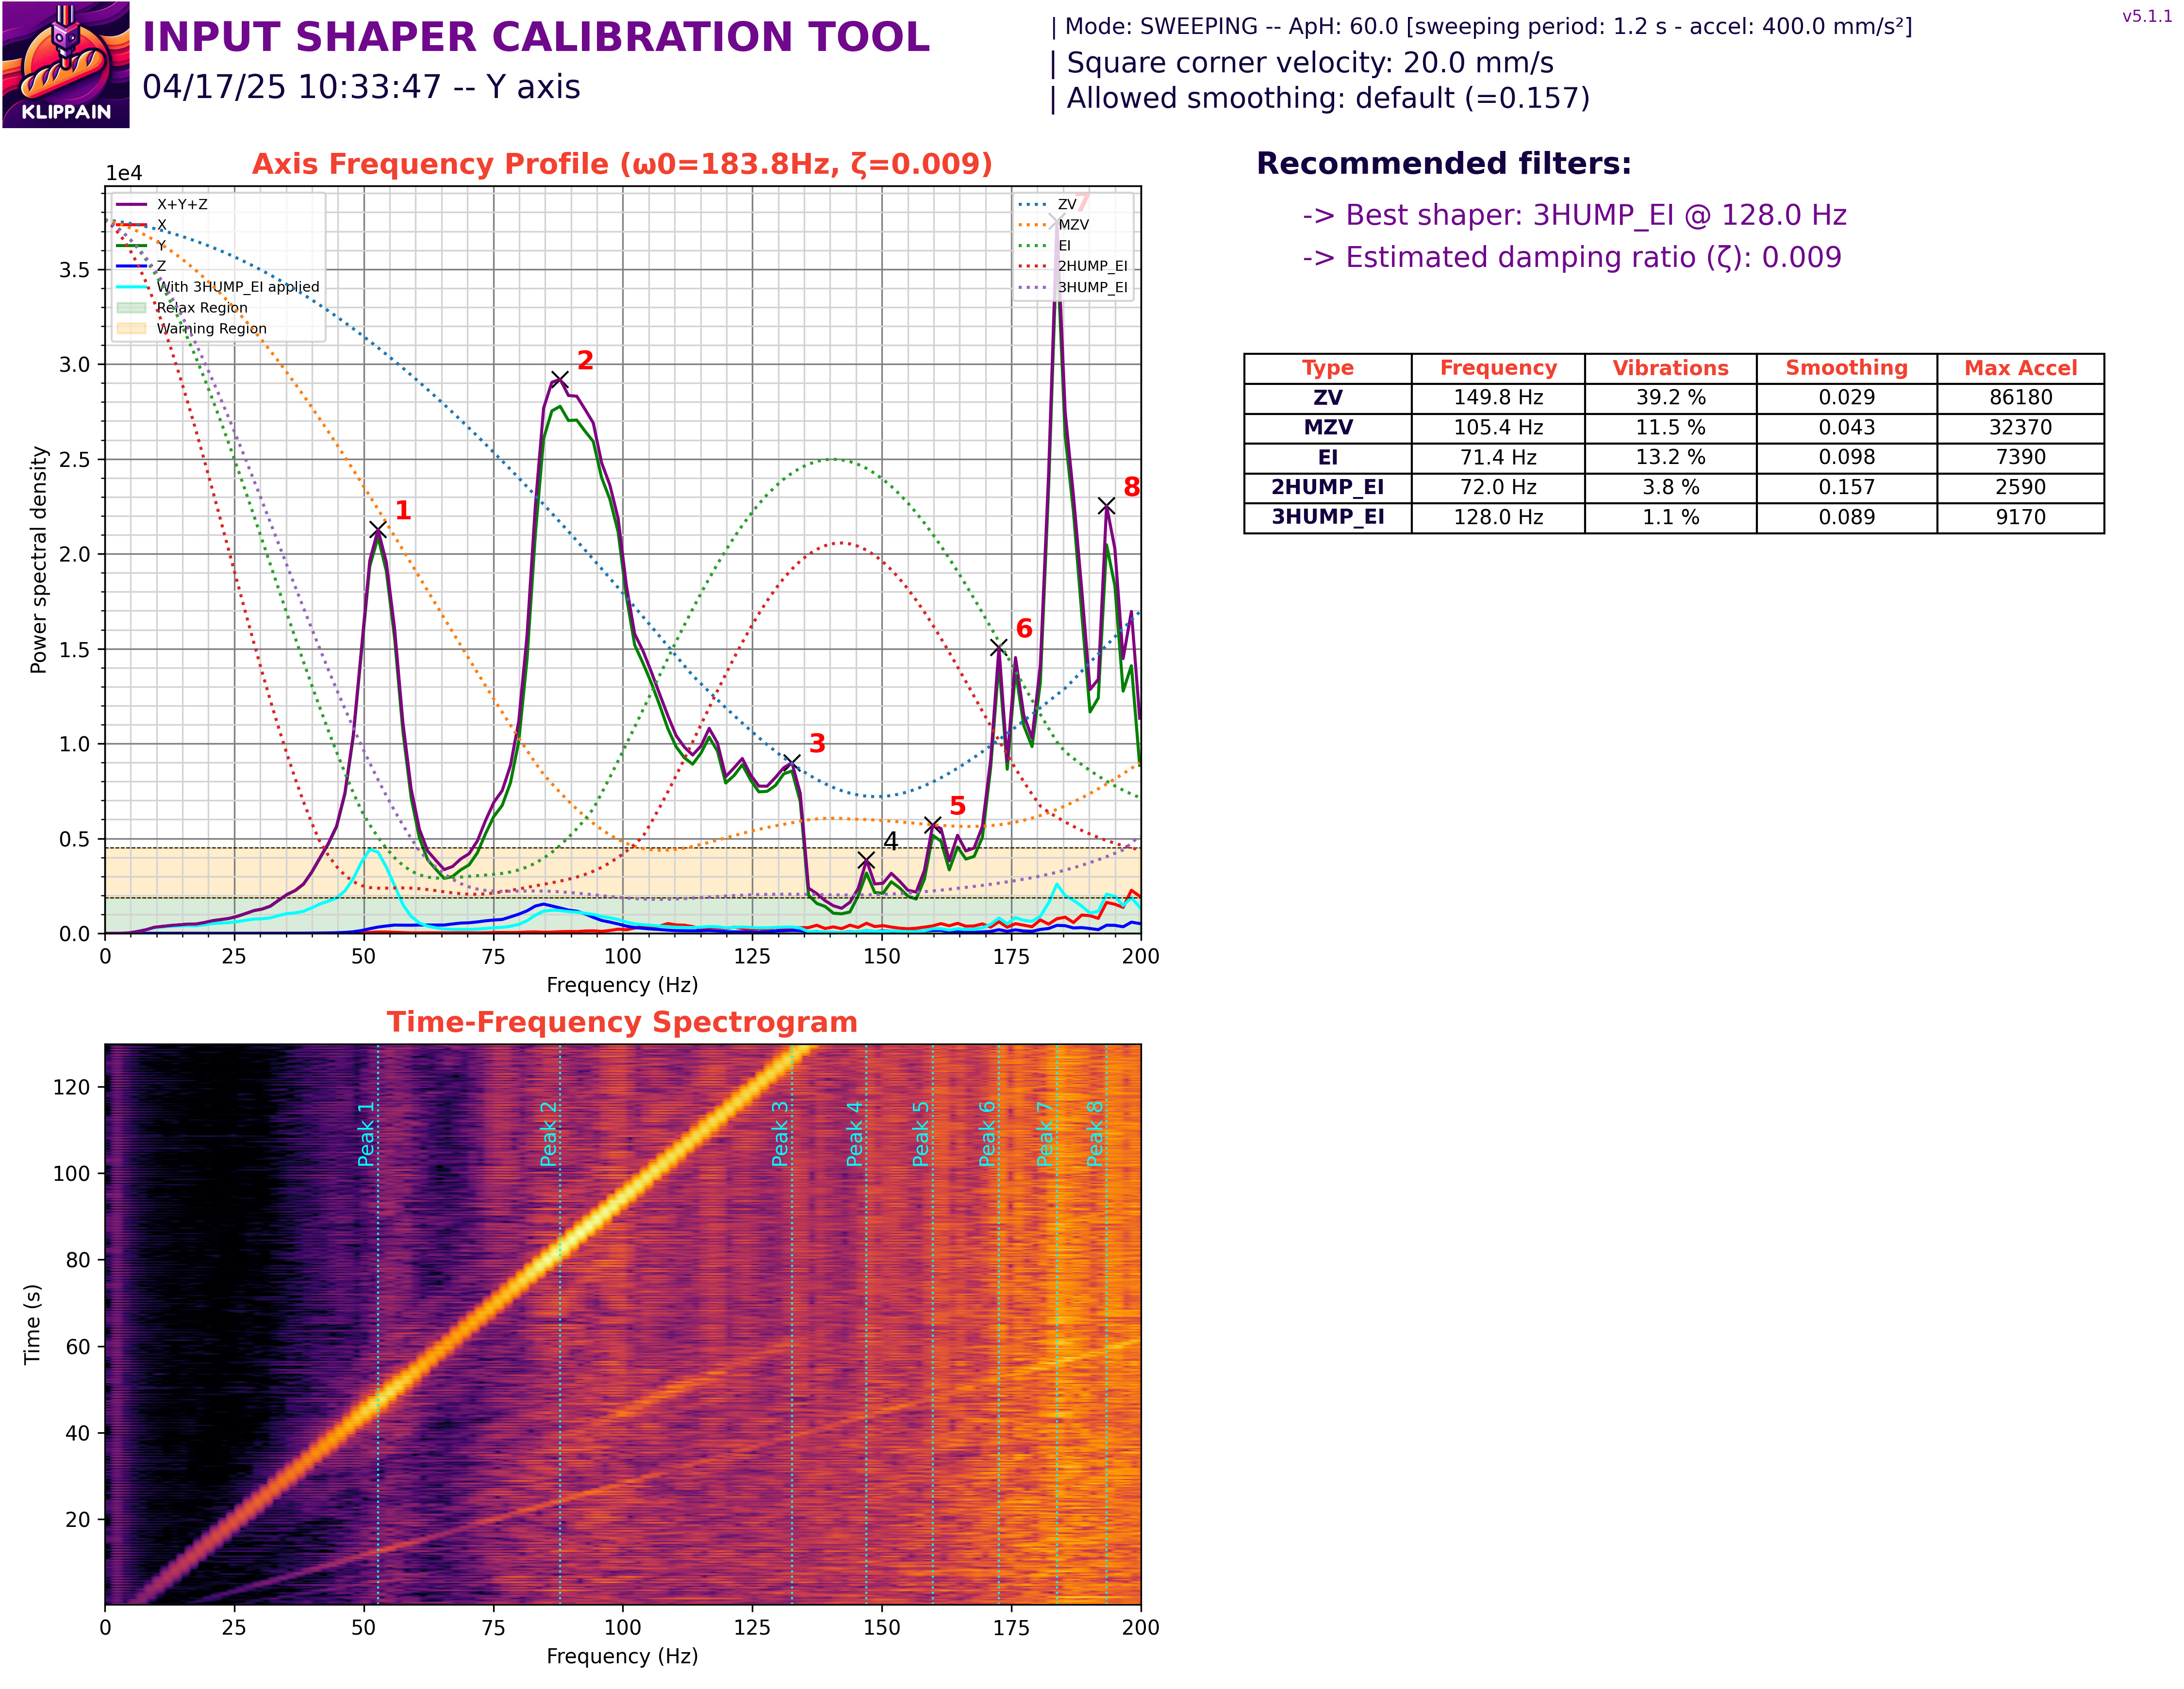 INPUT SHAPER CALIBRATION TOOL
04/17/25 10:33:47 -- Y axis
KLIPPAIN
| Mode: SWEEPING -- ApH: 60.0 [sweeping period: 1.2 s - accel: 400.0 mm/s²]
| Square corner velocity: 20.0 mm/s
| Allowed smoothing: default (=0.157)
v5.1.1
Axis Frequency Profile (ω0=183.8Hz, ζ=0.009)
1e4
X+Y+Z
X
Y
Z
With 3HUMP_EI applied
Relax Region
Warning Region
ZV
MZV
EI
2HUMP_EI
3HUMP_EI
1
2
3
4
5
6
7
8
Power spectral density
3.5
3.0
2.5
2.0
1.5
1.0
0.5
0.0
0 25 50 75 100 125 150 175 200
Frequency (Hz)
Recommended filters:
-> Best shaper: 3HUMP_EI @ 128.0 Hz
-> Estimated damping ratio (ζ): 0.009
Type Frequency Vibrations Smoothing Max Accel
ZV 149.8 Hz 39.2 % 0.029 86180
MZV 105.4 Hz 11.5 % 0.043 32370
EI 71.4 Hz 13.2 % 0.098 7390
2HUMP_EI 72.0 Hz 3.8 % 0.157 2590
3HUMP_EI 128.0 Hz 1.1 % 0.089 9170
Time-Frequency Spectrogram
Time (s)
120
100
80
60
40
20
Peak 1
Peak 2
Peak 3
Peak 4
Peak 5
Peak 6
Peak 7
Peak 8
0 25 50 75 100 125 150 175 200
Frequency (Hz)